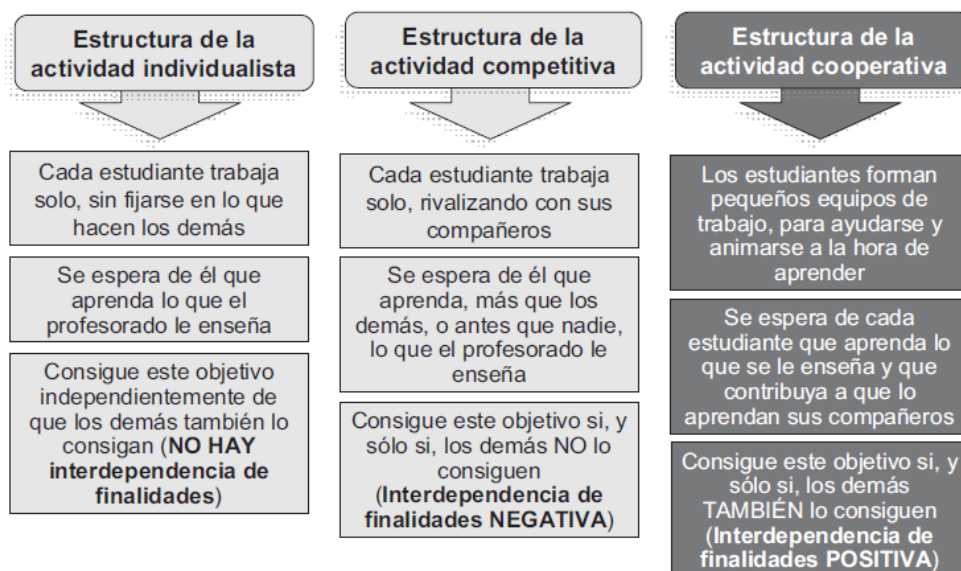 Estructura de la
actividad individualista
Cada estudiante trabaja
solo, sin fijarse en lo que
hacen los demás
Se espera de él que
aprenda lo que el
profesorado le enseña
Consigue este objetivo
independientemente de
que los demás también lo
consigan (NO HAY
interdependencia de
finalidades)
Estructura de la
actividad competitiva
Cada estudiante trabaja
solo, rivalizando con sus
compañeros
Se espera de él que
aprenda, más que los
demás, o antes que nadie,
lo que el profesorado le
enseña
Consigue este objetivo si, y
sólo si, los demás NO lo
consiguen
(Interdependencia de
finalidades NEGATIVA)
Estructura de la
actividad cooperativa
Los estudiantes forman
pequeños equipos de
trabajo, para ayudarse y
animarse a la hora de
aprender
Se espera de cada
estudiante que aprenda lo
que se le enseña y que
contribuya a que lo
aprendan sus compañeros
Consigue este objetivo si, y
sólo si, los demás
TAMBIÉN lo consiguen
(Interdependencia de
finalidades POSITIVA)